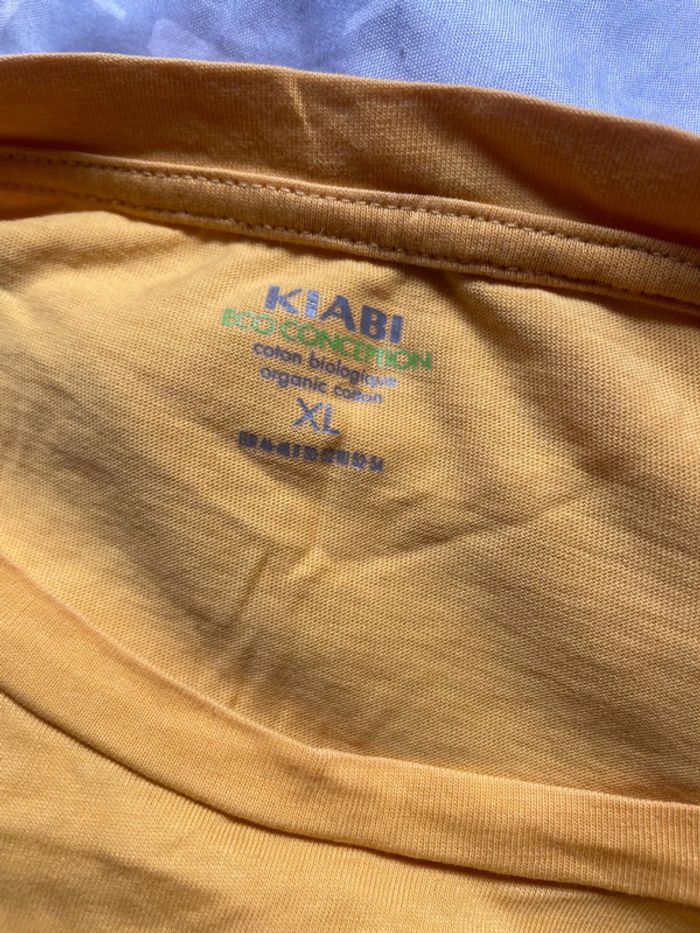 KIABI
ECO CONCEPTION
coton biologique
organic cotton
XL